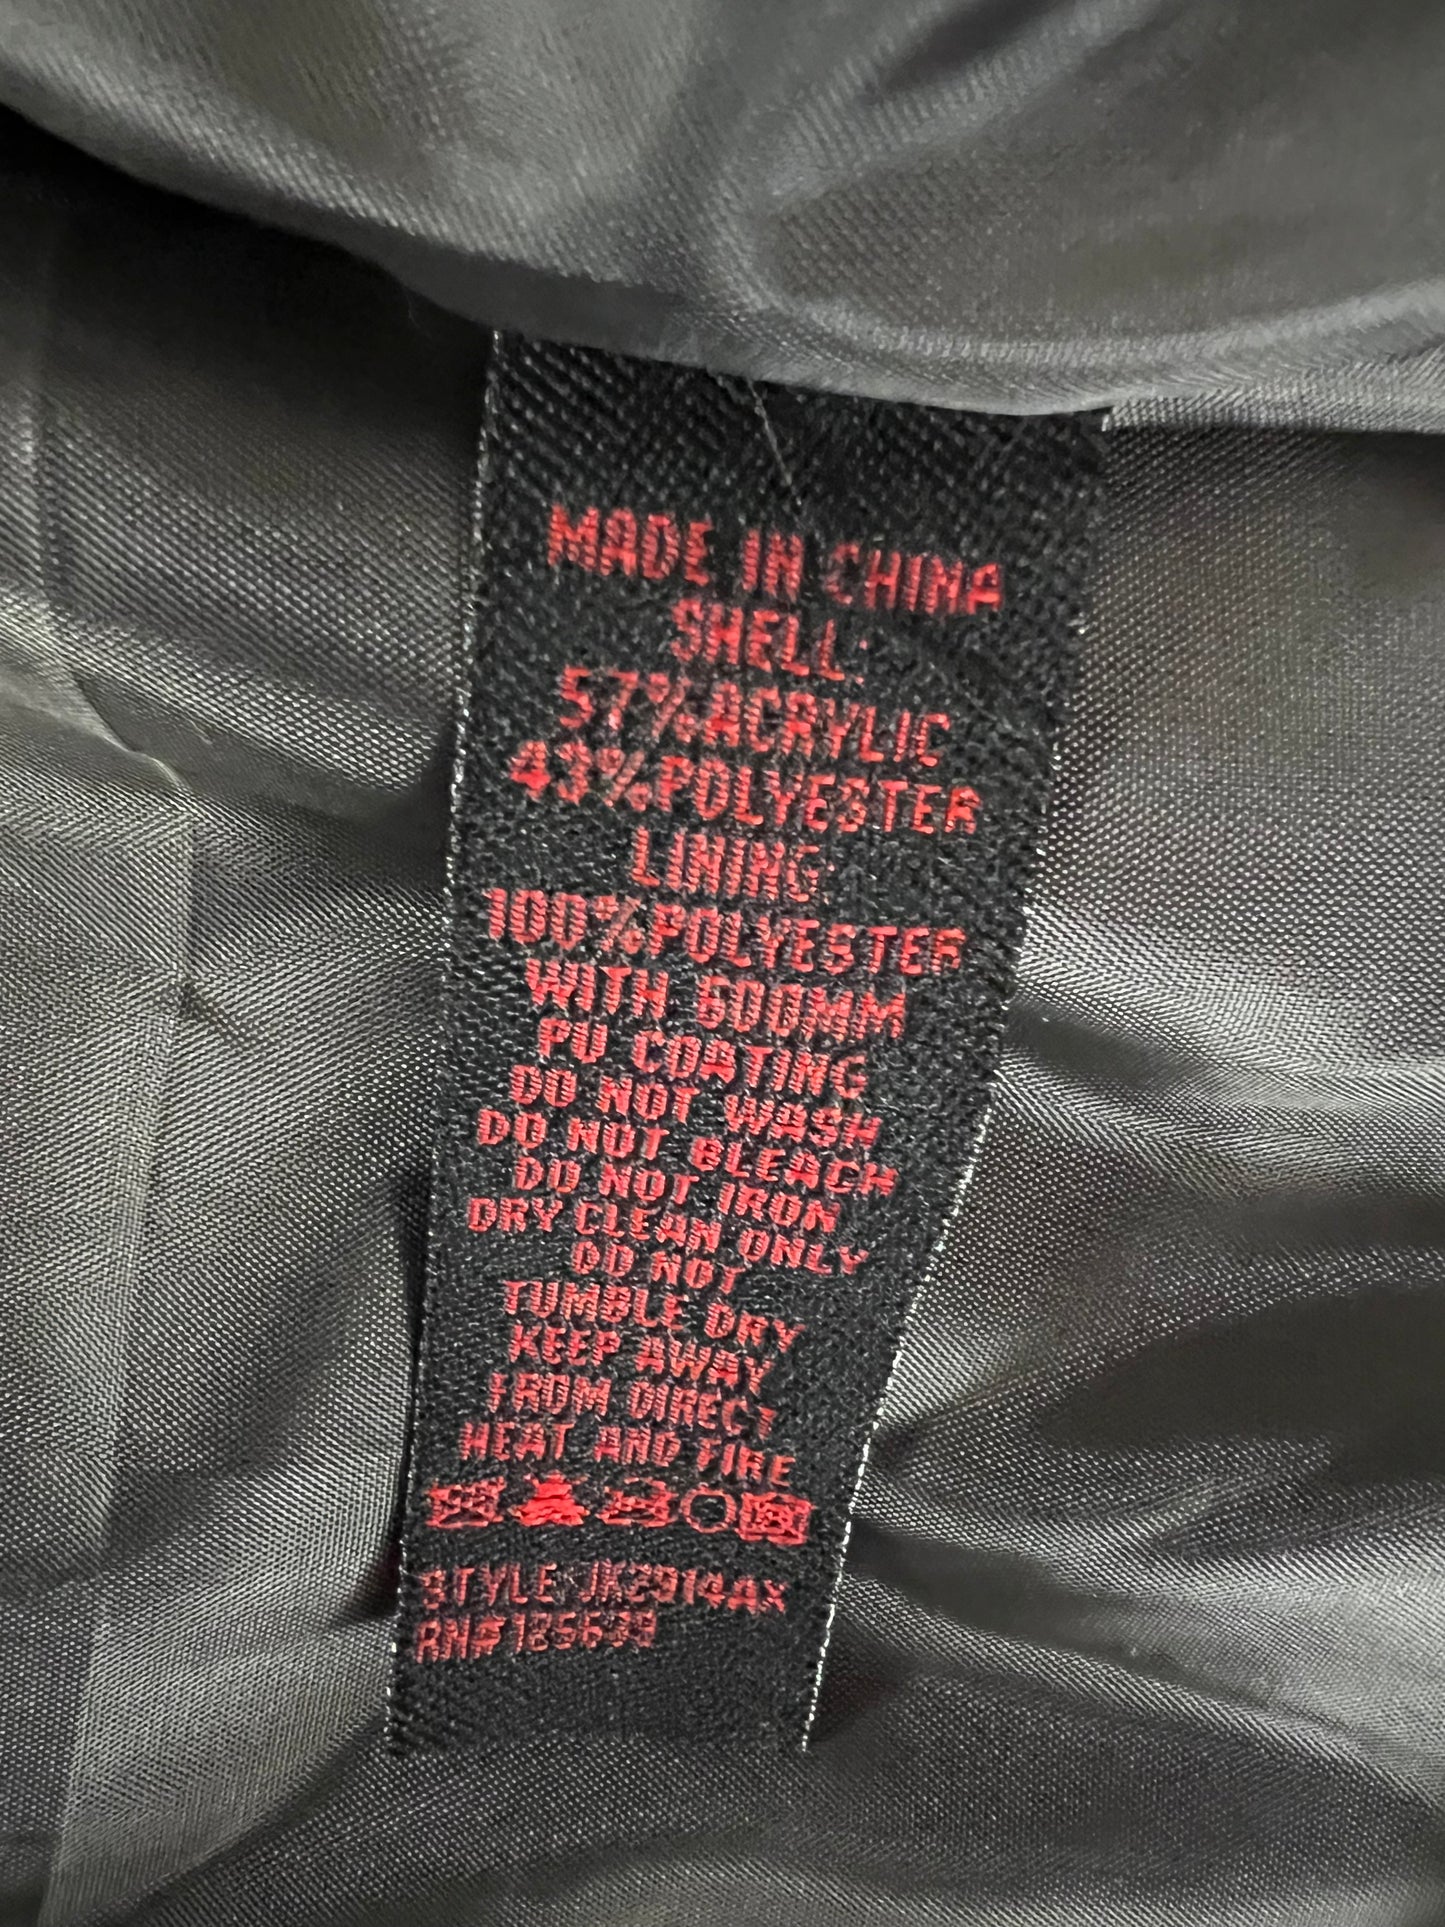 MADE IN CHINA
SHELL:
57%ACRYLIC
43%POLYESTER
LINING:
100%POLYESTER
WITH 600MM
PU COATING
DO NOT WASH
DO NOT BLEACH
DO NOT IRON
DRY CLEAN ONLY
DO NOT
TUMBLE DRY
KEEP AWAY
FROM DIRECT
HEAT AND FIRE
STYLE JK29144X
RN#